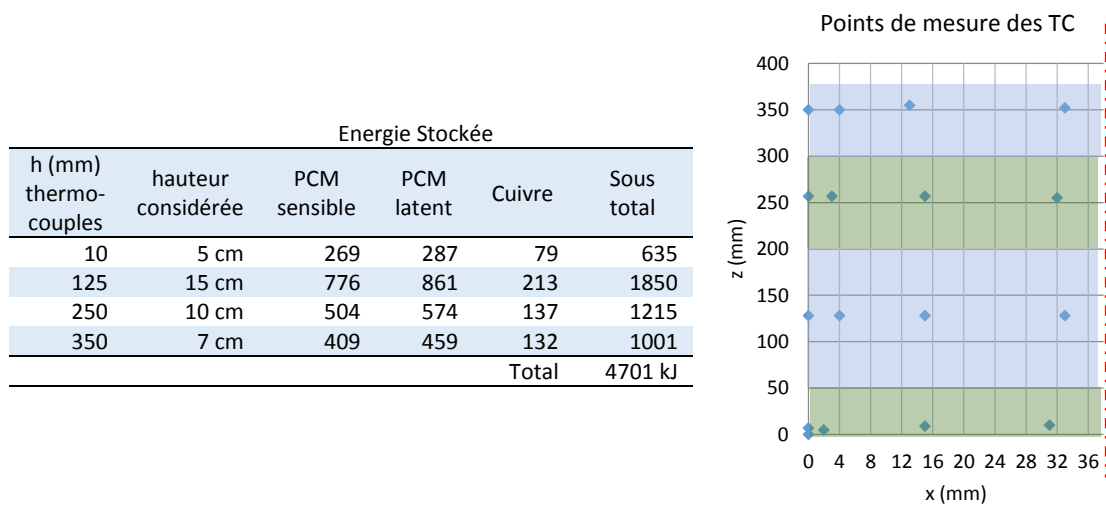 Energie Stockée
h (mm) thermo-couples hauteur considérée PCM sensible PCM latent Cuivre Sous total
10 5 cm 269 287 79 635
125 15 cm 776 861 213 1850
250 10 cm 504 574 137 1215
350 7 cm 409 459 132 1001
Total 4701 kJ
Points de mesure des TC
400
350
300
250
200
150
100
50
0
z (mm)
0 4 8 12 16 20 24 28 32 36
x (mm)